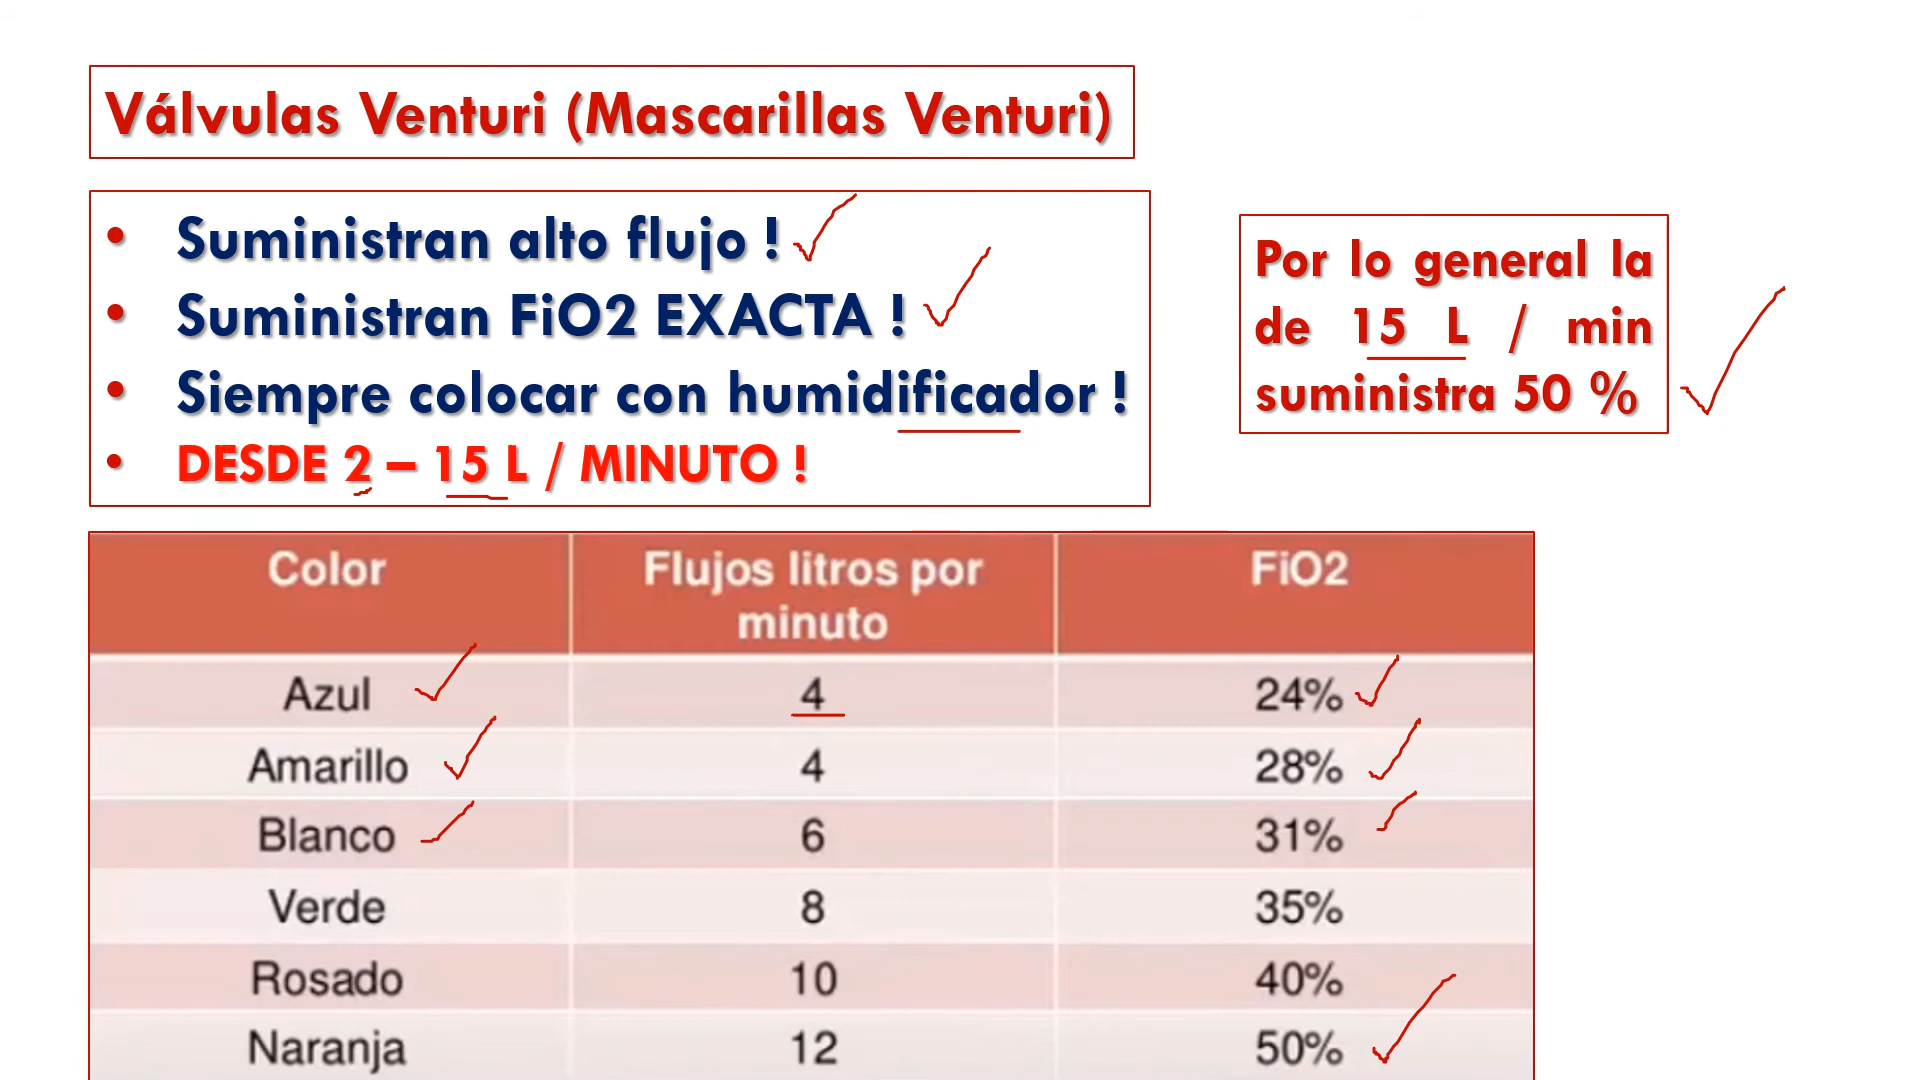 Válvulas Venturi (Mascarillas Venturi)
• Suministran alto flujo !
• Suministran FiO2 EXACTA !
• Siempre colocar con humidificador !
• DESDE 2 – 15 L / MINUTO !
Por lo general la
de 15 L / min
suministra 50 %
Color Flujos litros por minuto FiO2
Azul 4 24%
Amarillo 4 28%
Blanco 6 31%
Verde 8 35%
Rosado 10 40%
Naranja 12 50%